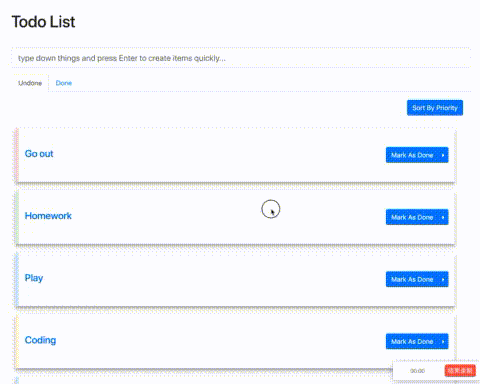 Todo List
type down things and press Enter to create items quickly...
Undone Done
Sort By Priority
Go out Mark As Done
Homework Mark As Done
Play Mark As Done
Coding Mark As Done
00:00 结束录制